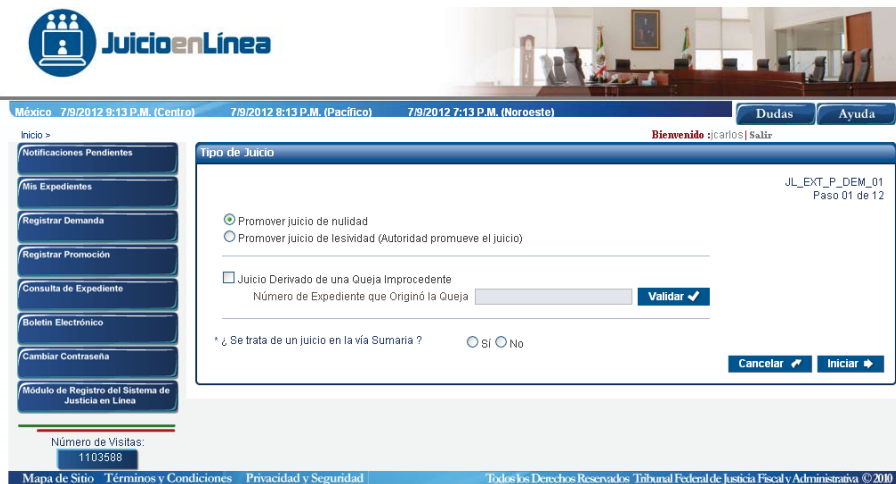 JuicioenLínea
México 7/9/2012 9:13 P.M. (Centro) 7/9/2012 8:13 P.M. (Pacífico) 7/9/2012 7:13 P.M. (Noroeste)
Dudas Ayuda
Inicio > Bienvenido :jcarlos| Salir
Notificaciones Pendientes
Mis Expedientes
Registrar Demanda
Registrar Promoción
Consulta de Expediente
Boletín Electrónico
Cambiar Contraseña
Módulo de Registro del Sistema de
Justicia en Línea
Número de Visitas:
1103588
Tipo de Juicio
JL_EXT_P_DEM_01
Paso 01 de 12
Promover juicio de nulidad
Promover juicio de lesividad (Autoridad promueve el juicio)
Juicio Derivado de una Queja Improcedente
Número de Expediente que Originó la Queja Validar
* ¿ Se trata de un juicio en la vía Sumaria ? Sí No
Cancelar Iniciar
Mapa de Sitio Términos y Condiciones Privacidad y Seguridad Todos los Derechos Reservados Tribunal Federal de Justicia Fiscal y Administrativa © 2010